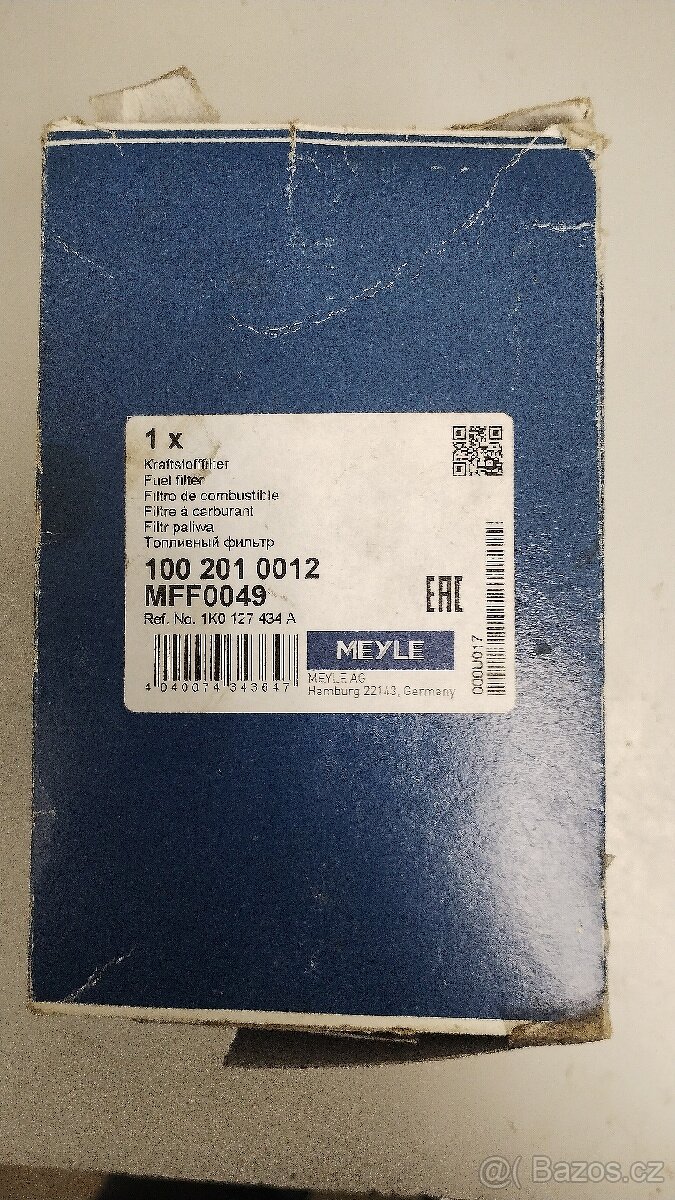 1 x
Kraftstofffilter
Fuel filter
Filtro de combustible
Filtre à carburant
Filtr paliwa
Топливный фильтр
100 201 0012
MFF0049
Ref. No. 1K0 127 434 A
EAC
MEYLE
MEYLE AG
Hamburg 22143, Germany
4 040074 343647
000U017
@( Bazos.cz